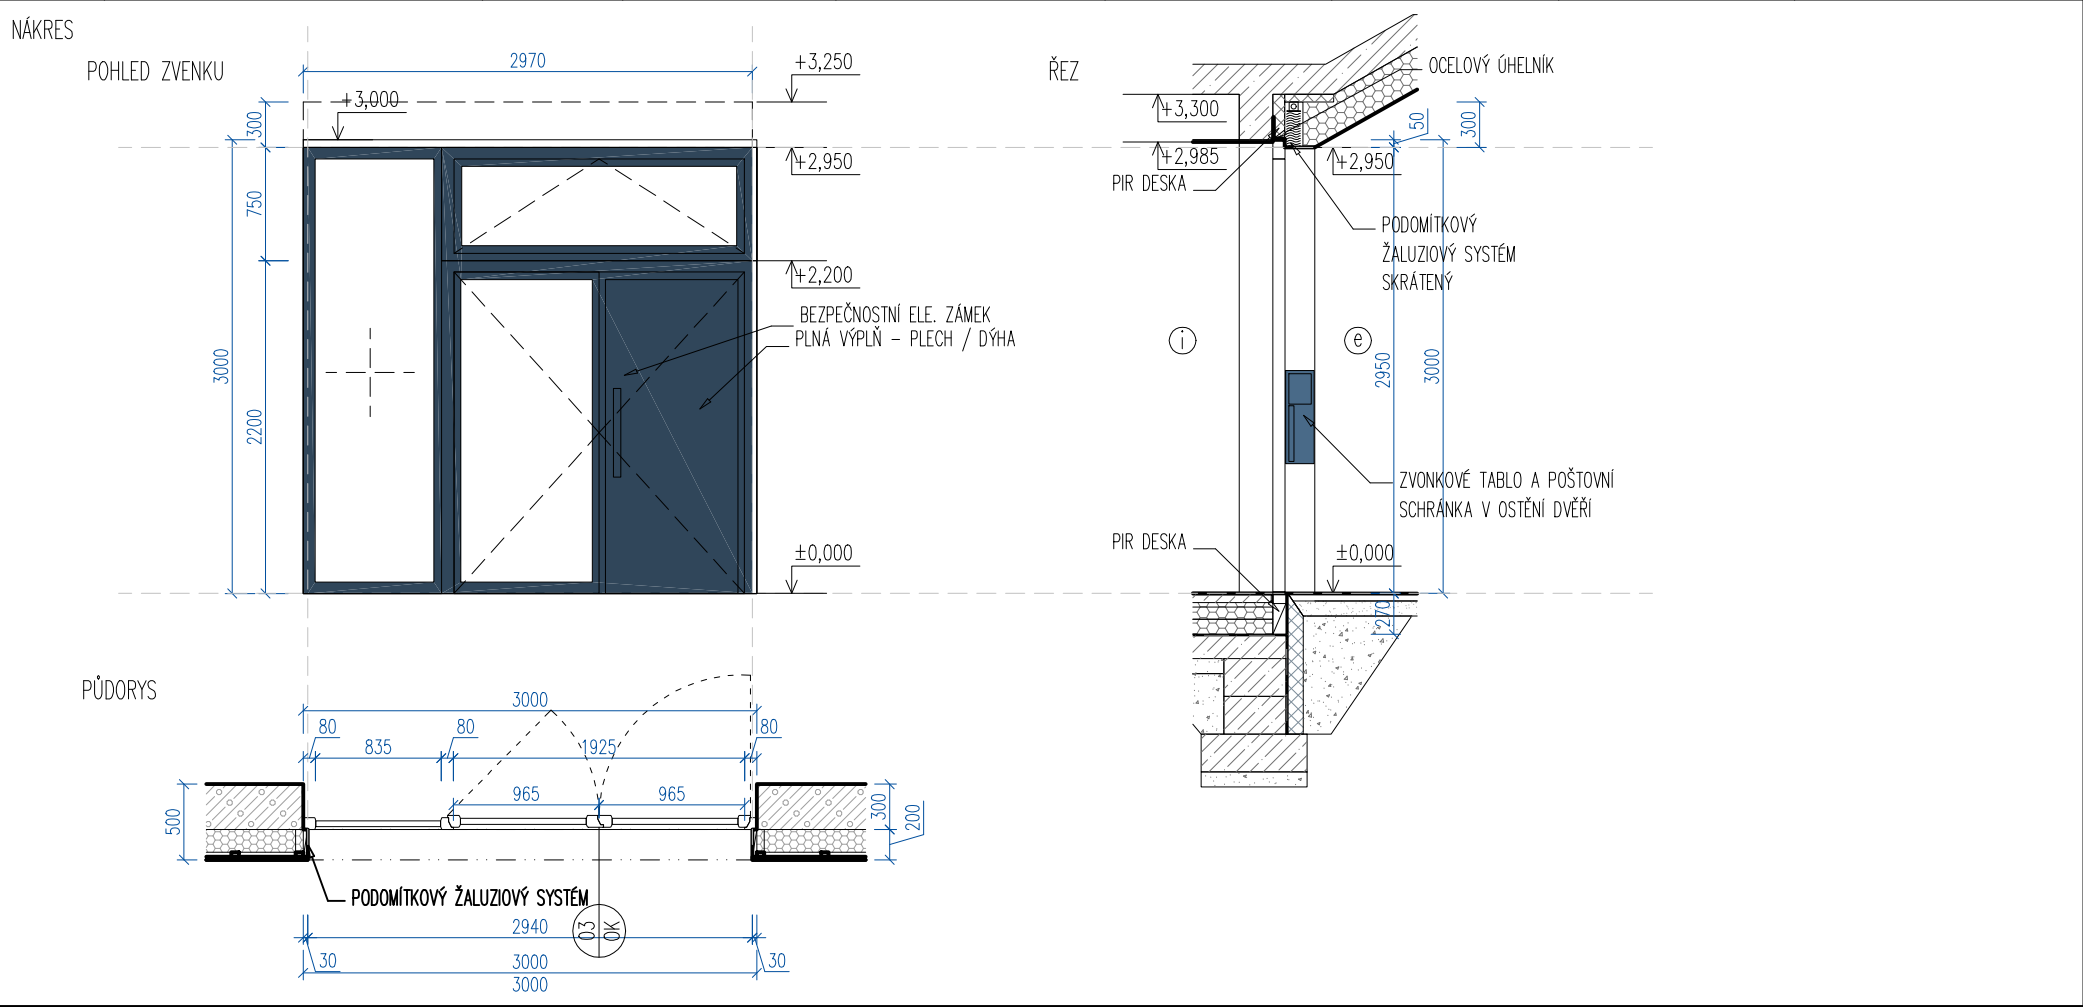 NÁKRES
POHLED ZVENKU
2970
+3,250
+3,000
300
+2,950
750
+2,200
BEZPEČNOSTNÍ ELE. ZÁMEK
PLNÁ VÝPLŇ - PLECH / DÝHA
3000
2200
±0,000
ŘEZ
OCELOVÝ ÚHELNÍK
+3,300
50
300
+2,985
+2,950
PIR DESKA
PODOMÍTKOVÝ
ŽALUZIOVÝ SYSTÉM
SKRÁTENÝ
i
e
2950
3000
ZVONKOVÉ TABLO A POŠTOVNÍ
SCHRÁNKA V OSTĚNÍ DVĚŘÍ
PIR DESKA
±0,000
270
PŮDORYS
3000
80
80
80
835
1925
965
965
500
300
200
PODOMÍTKOVÝ ŽALUZIOVÝ SYSTÉM
03
OK
2940
30
3000
30
3000